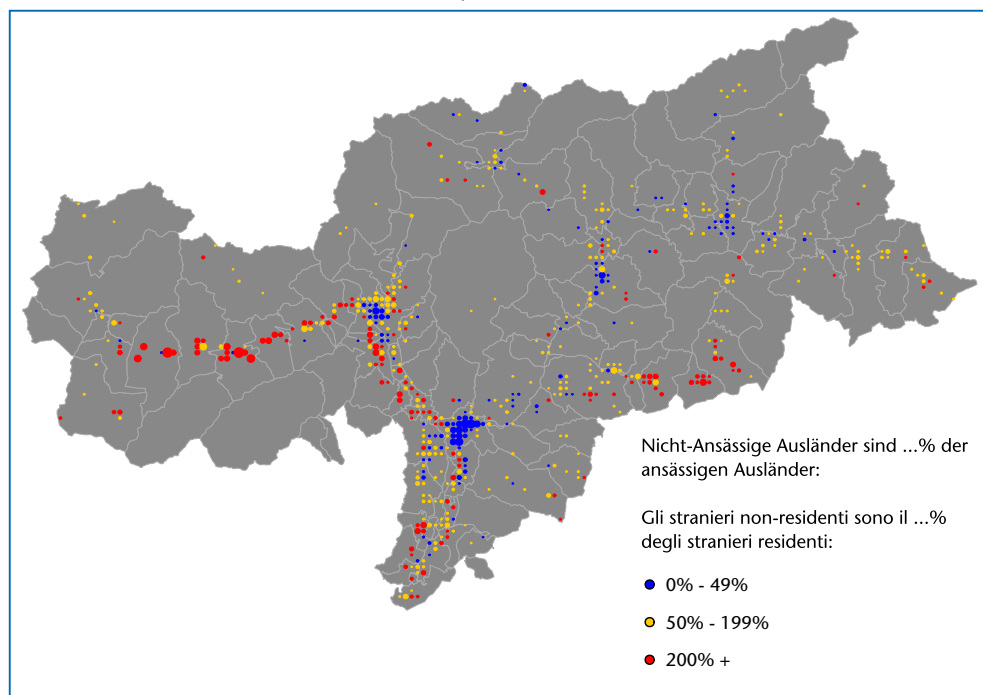 Nicht-Ansässige Ausländer sind ...% der
ansässigen Ausländer:
Gli stranieri non-residenti sono il ...%
degli stranieri residenti:
0% - 49%
50% - 199%
200% +